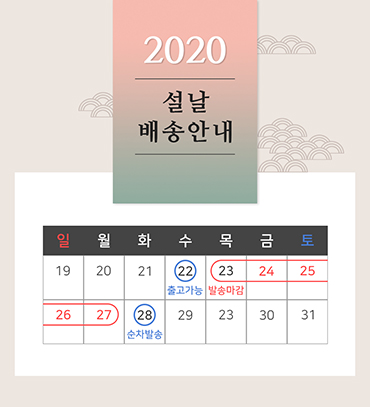 2020
설날
배송안내
일 월 화 수 목 금 토
19 20 21 22 23 24 25
출고가능 발송마감
26 27 28 29 23 30 31
순차발송